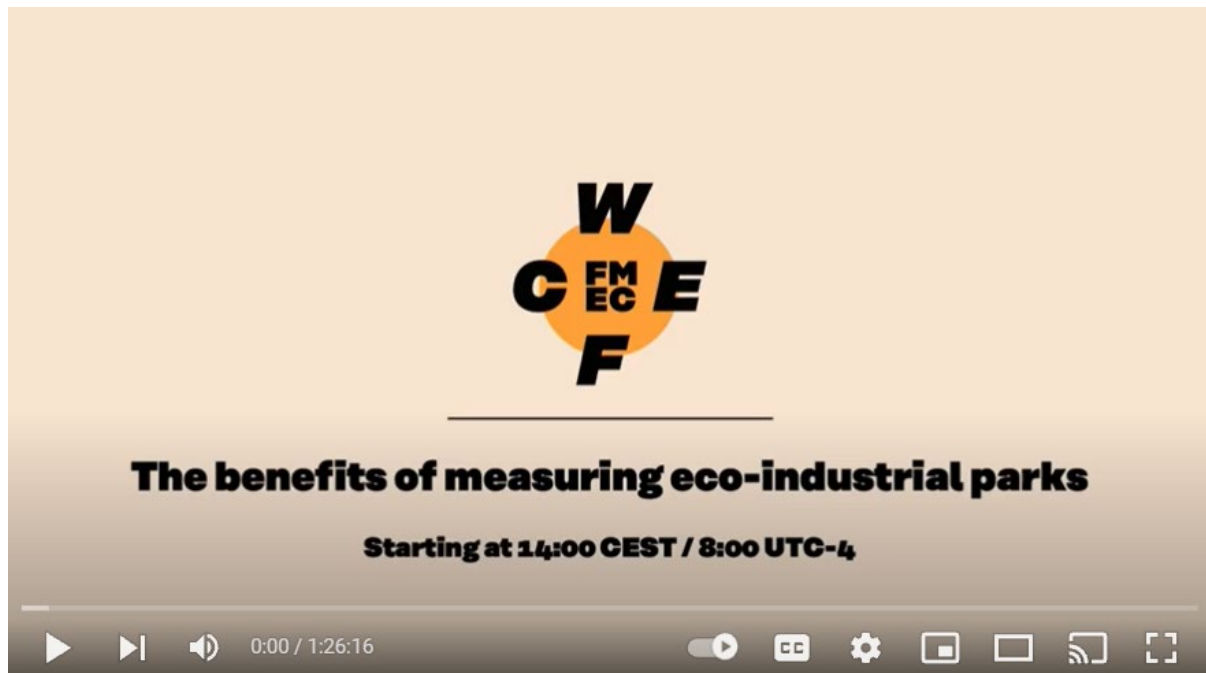 W
C FM E
EC
F
The benefits of measuring eco-industrial parks
Starting at 14:00 CEST / 8:00 UTC-4
0:00 / 1:26:16
CC